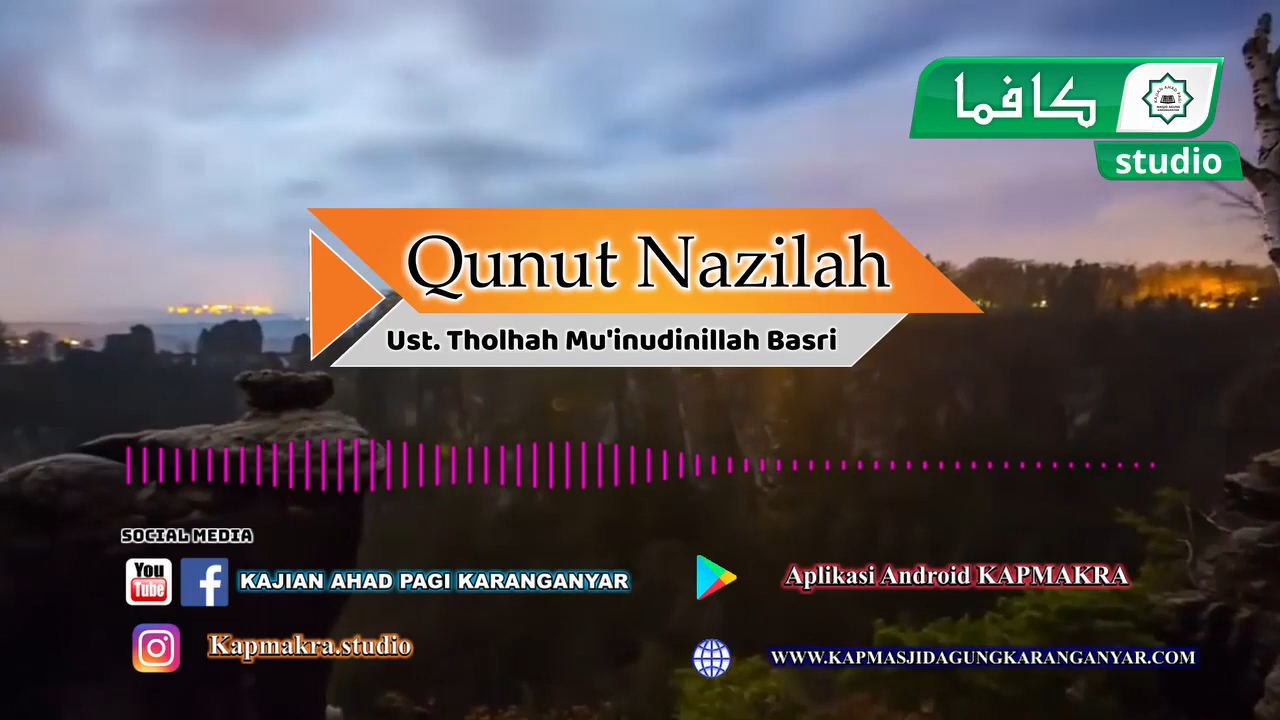 كافما
studio
Qunut Nazilah
Ust. Tholhah Mu'inudinillah Basri
SOCIAL MEDIA
You
Tube
f
KAJIAN AHAD PAGI KARANGANYAR
Aplikasi Android KAPMAKRA
Kapmakra.studio
WWW.KAPMASJIDAGUNGKARANGANYAR.COM